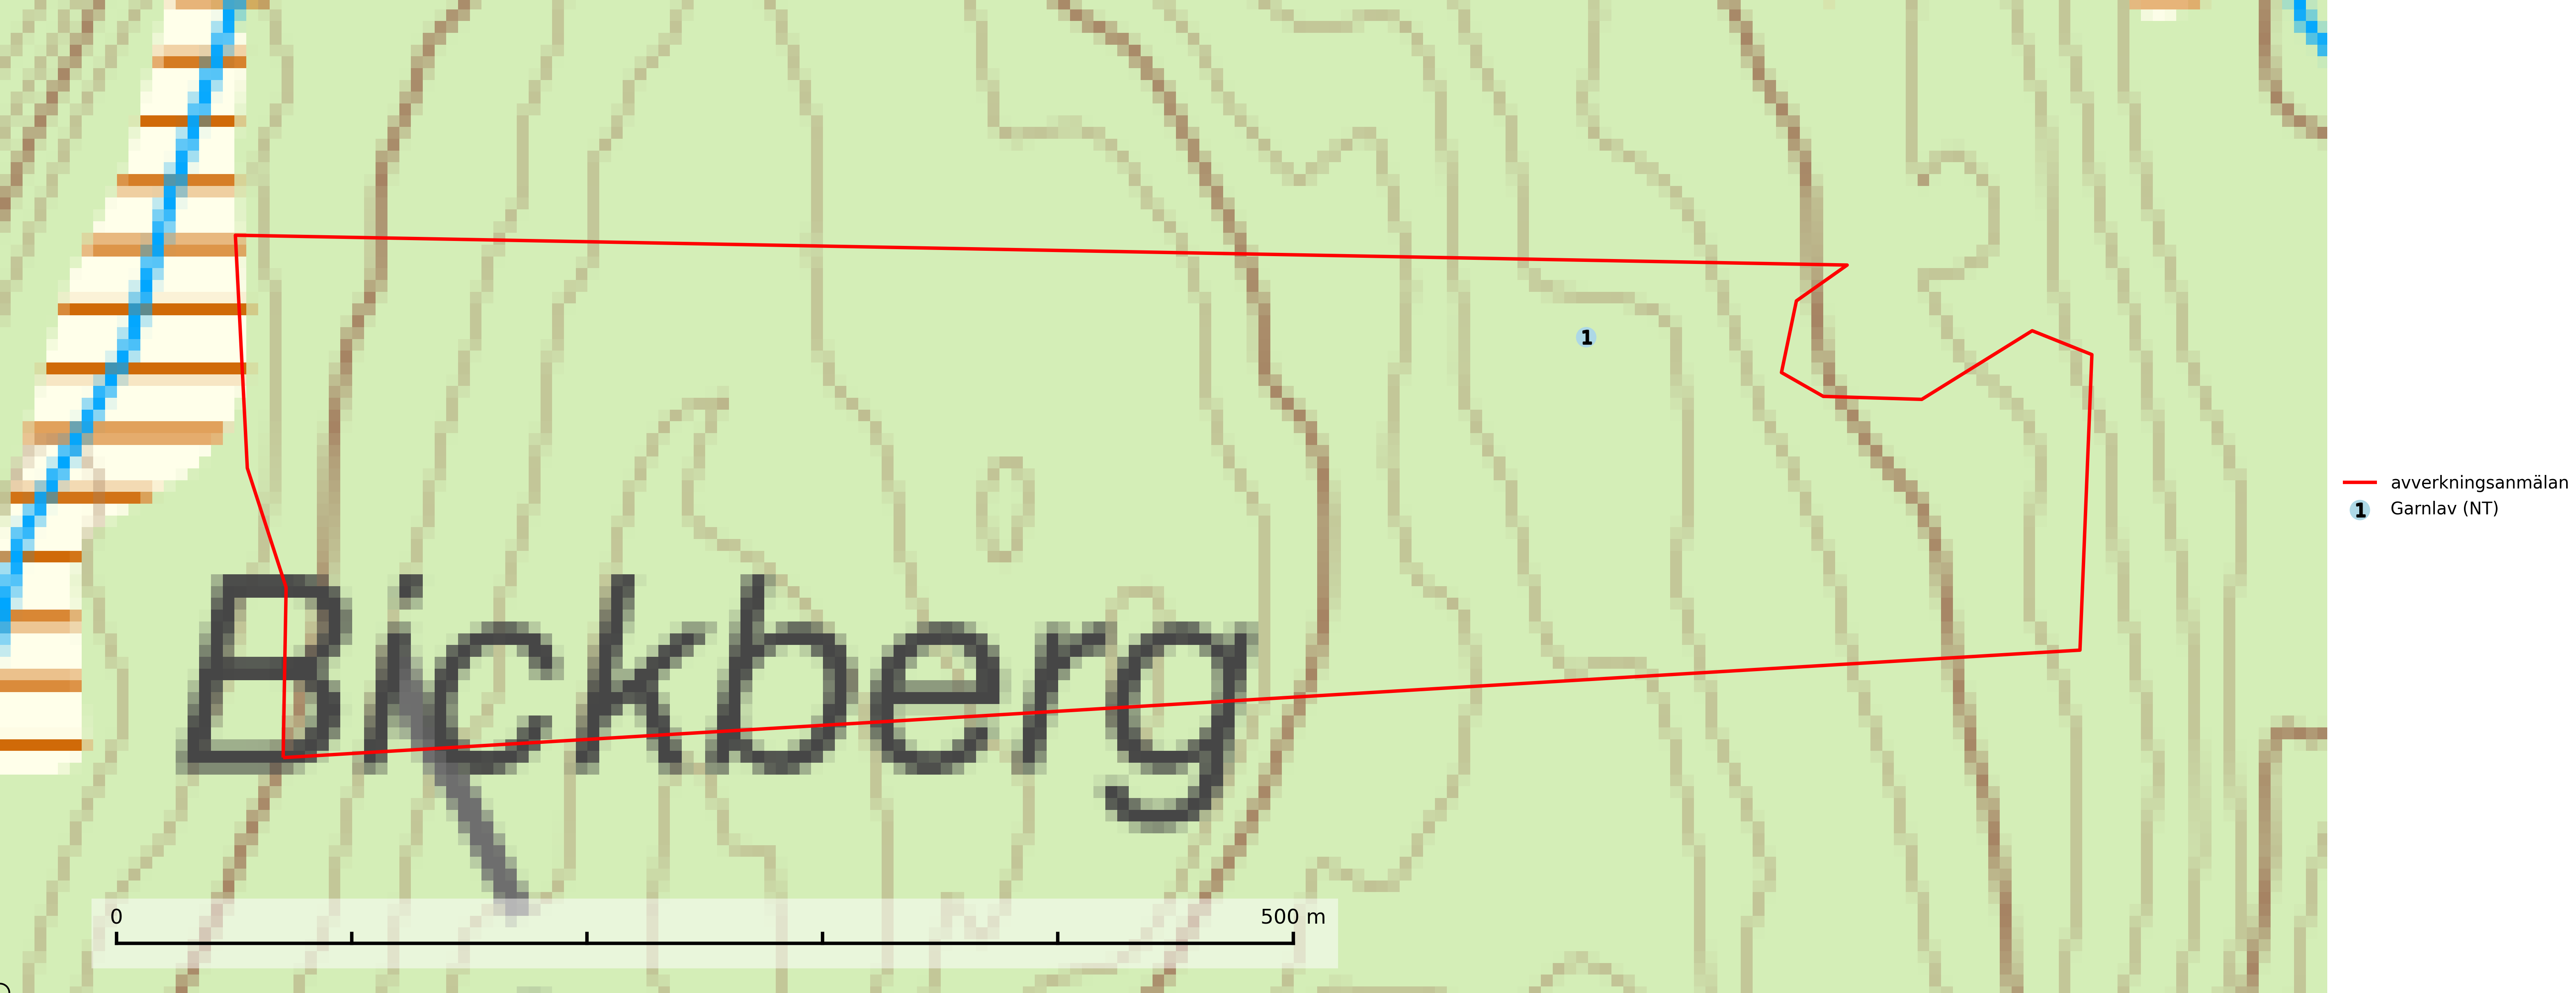 1
Bickberg
0 500 m
avverkningsanmälan
1 Garnlav (NT)